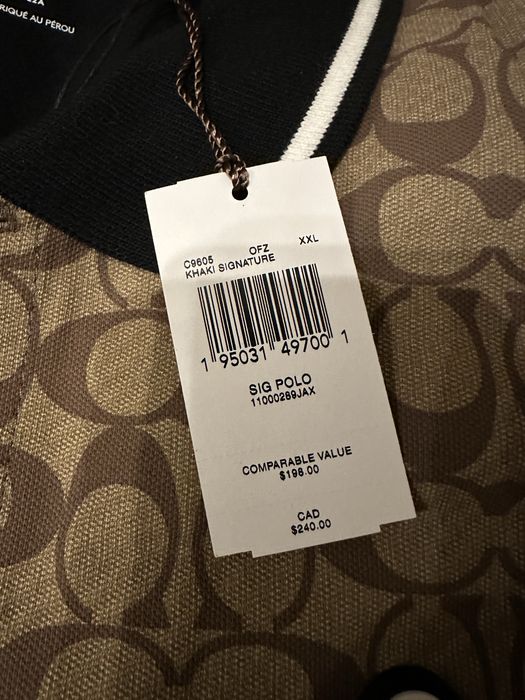 RIQUÉ AU PÉROU
C9605 OFZ XXL
KHAKI SIGNATURE
1 95031 49700 1
SIG POLO
11000289JAX
COMPARABLE VALUE
$198.00
CAD
$240.00